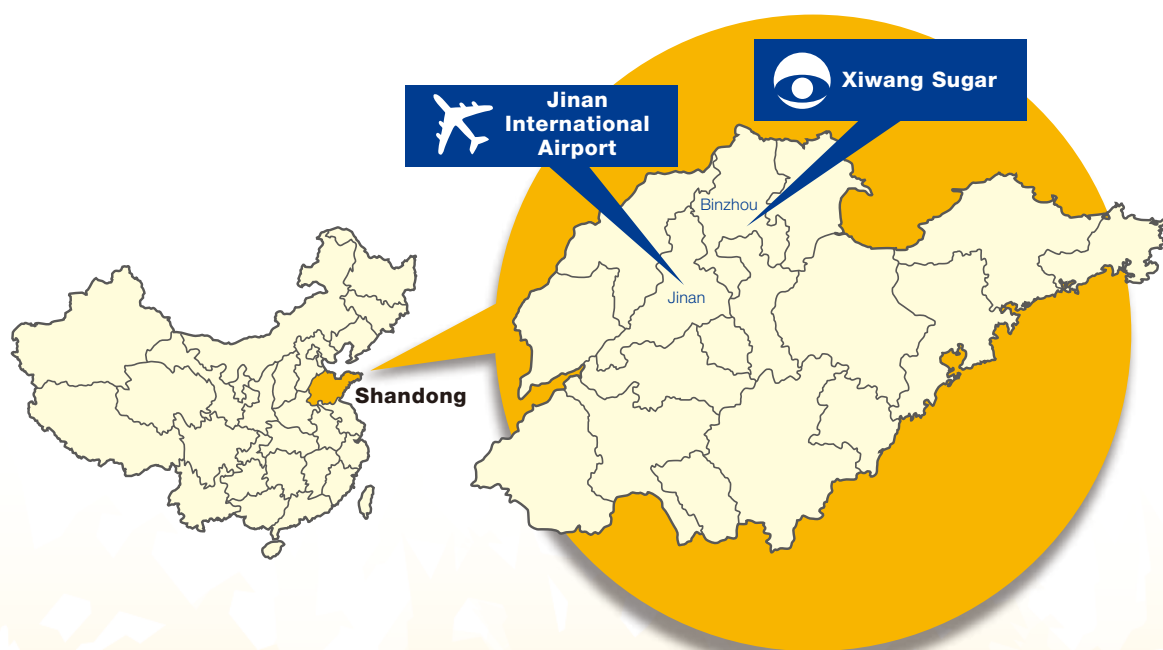 Xiwang Sugar
Jinan
International
Airport
Binzhou
Jinan
Shandong